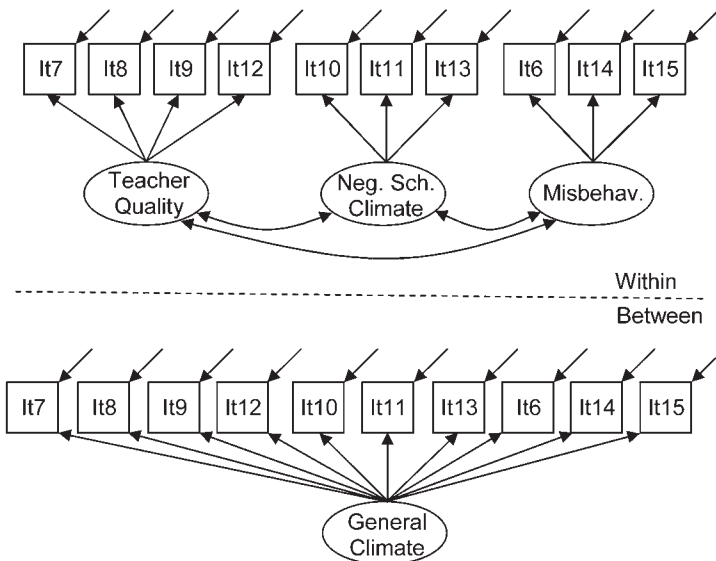 It7 It8 It9 It12 It10 It11 It13 It6 It14 It15
Teacher
Quality
Neg. Sch.
Climate
Misbehav.
Within
Between
It7 It8 It9 It12 It10 It11 It13 It6 It14 It15
General
Climate